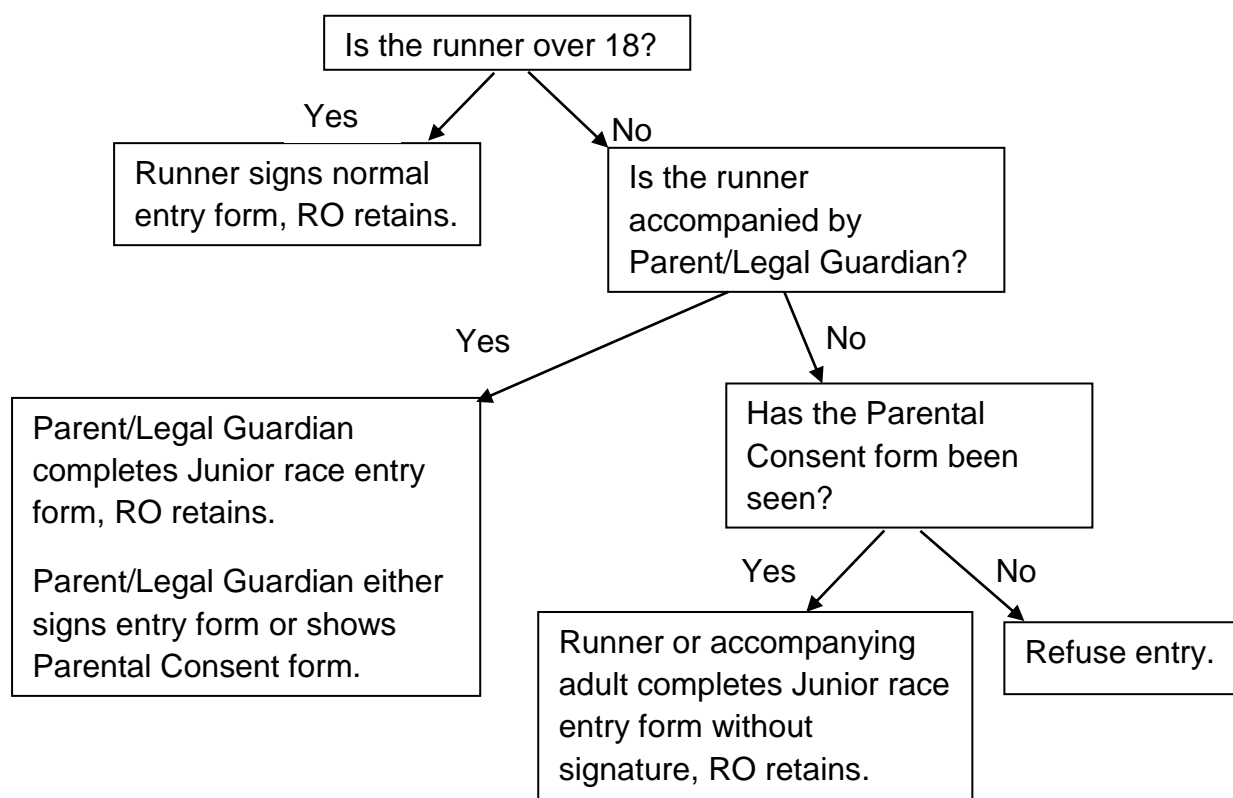 Is the runner over 18?
Yes
No
Runner signs normal
entry form, RO retains.
Is the runner
accompanied by
Parent/Legal Guardian?
Yes
No
Parent/Legal Guardian
completes Junior race entry
form, RO retains.
Parent/Legal Guardian either
signs entry form or shows
Parental Consent form.
Has the Parental
Consent form been
seen?
Yes
No
Runner or accompanying
adult completes Junior race
entry form without
signature, RO retains.
Refuse entry.